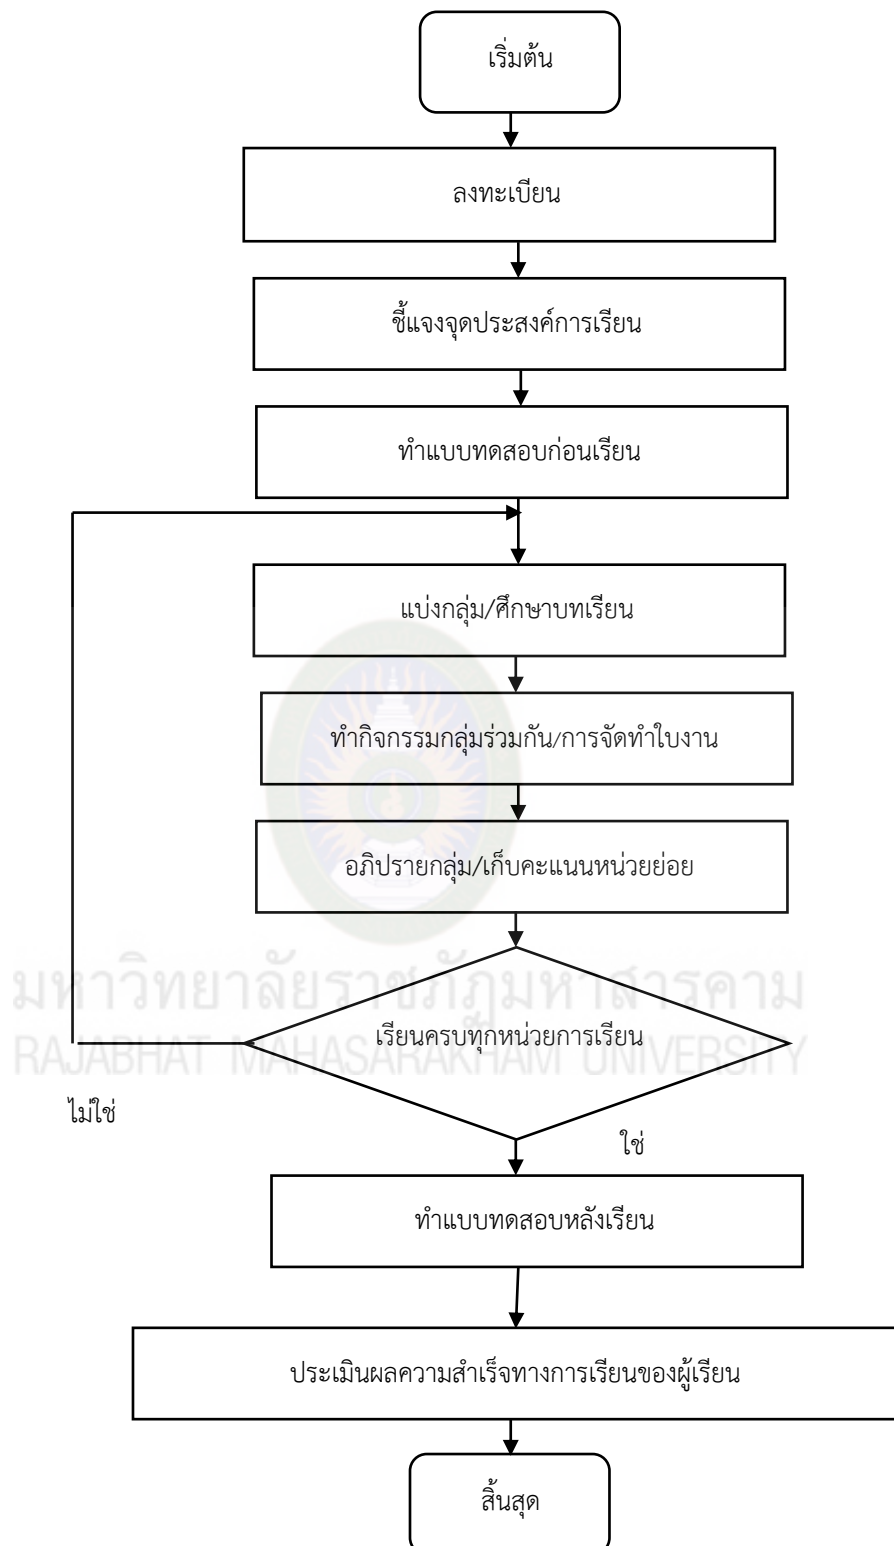 เริ่มต้น
ลงทะเบียน
ชี้แจงจุดประสงค์การเรียน
ทำแบบทดสอบก่อนเรียน
แบ่งกลุ่ม/ศึกษาบทเรียน
ทำกิจกรรมกลุ่มร่วมกัน/การจัดทำใบงาน
อภิปรายกลุ่ม/เก็บคะแนนหน่วยย่อย
มหาวิทยาลัยราชภัฏมหาสารคาม
เรียนครบทุกหน่วยการเรียน
RAJABHAT MAHASARAKHAM UNIVERSITY
ไม่ใช่
ใช่
ทำแบบทดสอบหลังเรียน
ประเมินผลความสำเร็จทางการเรียนของผู้เรียน
สิ้นสุด